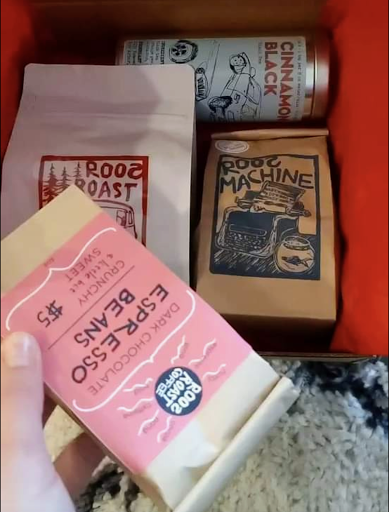 CINNAMON
BLACK
ROOS
ROAST
ROOS
MACHINE
DARK CHOCOLATE
ESPRESSO
BEANS
CRUNCHY
& little bit
SWEET
$5
ROOS
ROAST
COFFEE